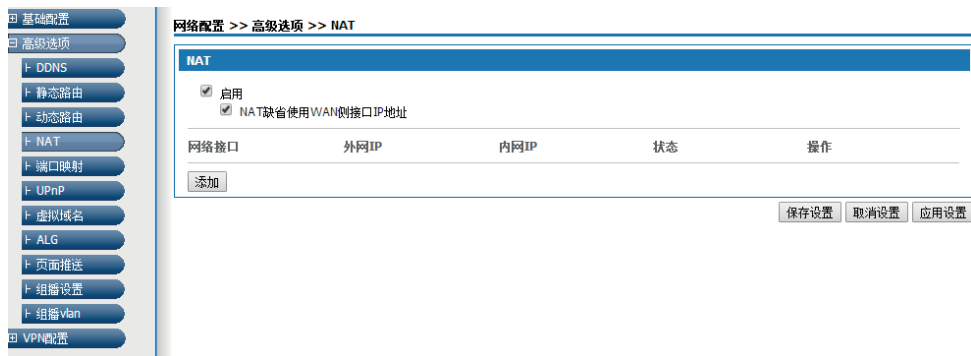 基础配置
高级选项
DDNS
静态路由
动态路由
NAT
端口映射
UPnP
虚拟域名
ALG
页面推送
组播设置
组播vlan
VPN配置
网络配置 >> 高级选项 >> NAT
NAT
启用
NAT缺省使用WAN侧接口IP地址
网络接口 外网IP 内网IP 状态 操作
添加
保存设置 取消设置 应用设置